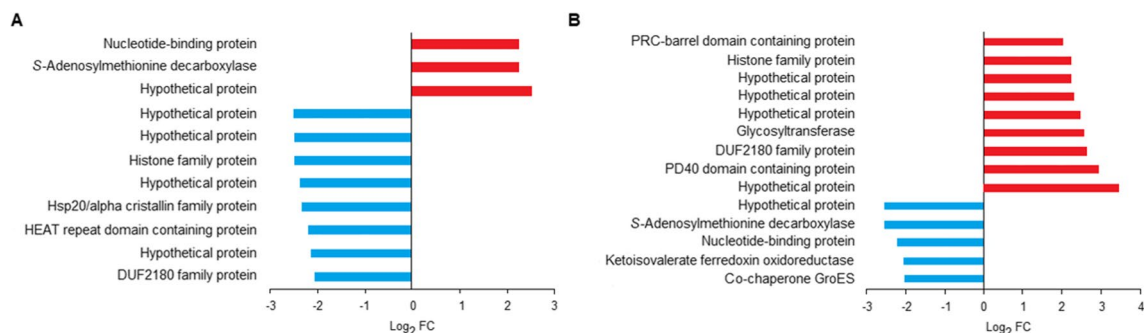 A
Nucleotide-binding protein
S-Adenosylmethionine decarboxylase
Hypothetical protein
Hypothetical protein
Hypothetical protein
Histone family protein
Hypothetical protein
Hsp20/alpha cristallin family protein
HEAT repeat domain containing protein
Hypothetical protein
DUF2180 family protein
-3 -2 -1 0 1 2 3
Log2 FC
B
PRC-barrel domain containing protein
Histone family protein
Hypothetical protein
Hypothetical protein
Hypothetical protein
Glycosyltransferase
DUF2180 family protein
PD40 domain containing protein
Hypothetical protein
Hypothetical protein
S-Adenosylmethionine decarboxylase
Nucleotide-binding protein
Ketoisovalerate ferredoxin oxidoreductase
Co-chaperone GroES
-3 -2 -1 0 1 2 3 4
Log2 FC